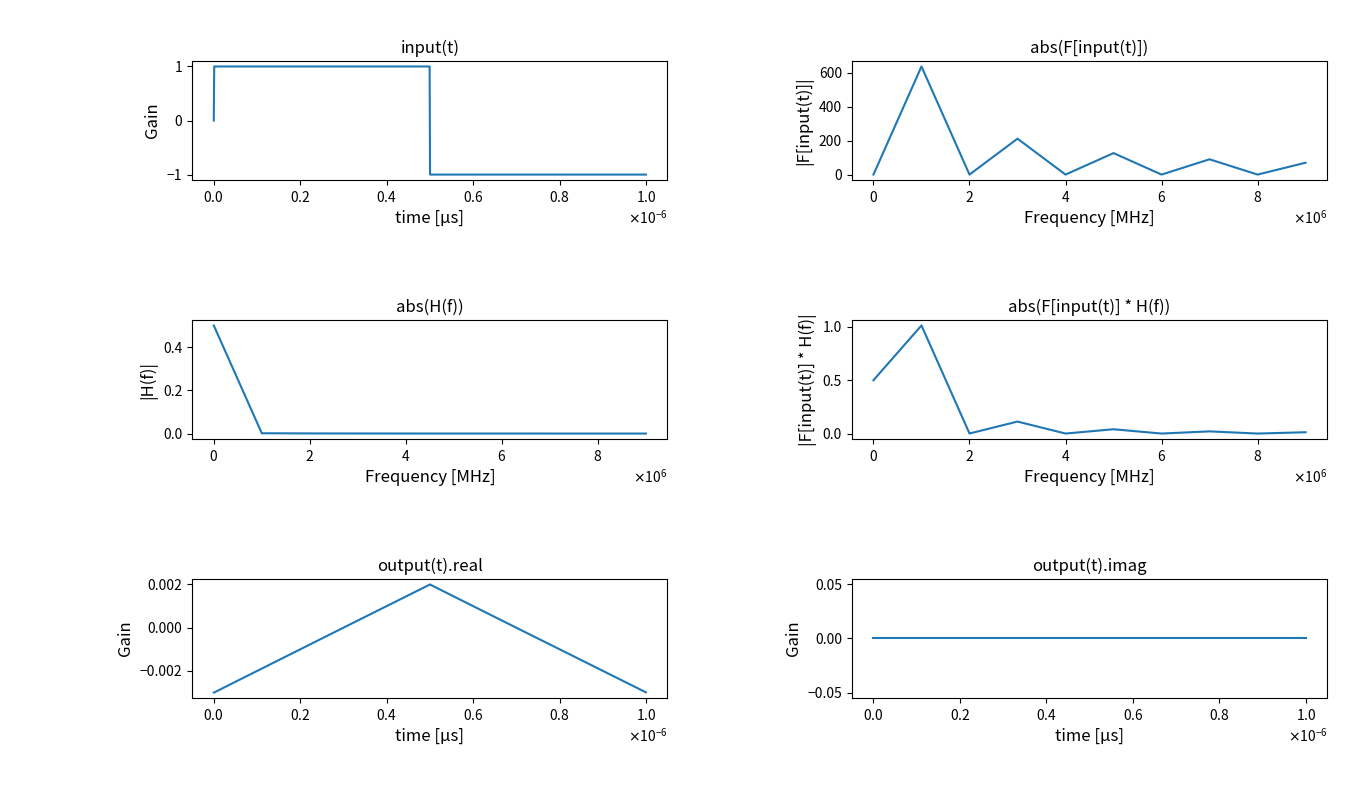 input(t)
Gain
1
0
−1
0.0 0.2 0.4 0.6 0.8 1.0
time [µs]
×10⁻⁶
abs(F[input(t)])
|F[input(t)]|
600
400
200
0
0 2 4 6 8
Frequency [MHz]
×10⁶
abs(H(f))
|H(f)|
0.4
0.2
0.0
0 2 4 6 8
Frequency [MHz]
×10⁶
abs(F[input(t)] * H(f))
|F[input(t)] * H(f)|
1.0
0.5
0.0
0 2 4 6 8
Frequency [MHz]
×10⁶
output(t).real
Gain
0.002
0.000
−0.002
0.0 0.2 0.4 0.6 0.8 1.0
time [µs]
×10⁻⁶
output(t).imag
Gain
0.05
0.00
−0.05
0.0 0.2 0.4 0.6 0.8 1.0
time [µs]
×10⁻⁶